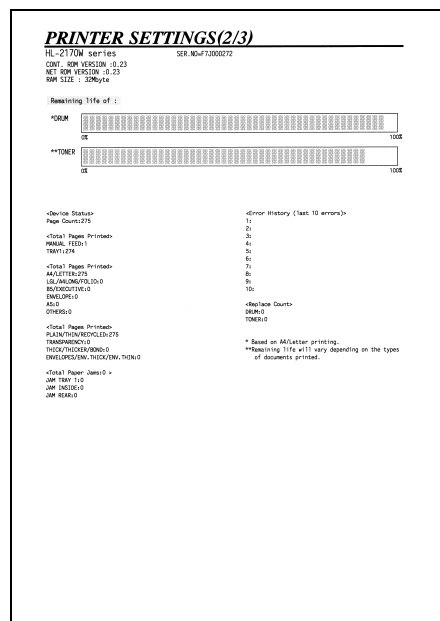 PRINTER SETTINGS(2/3)
HL-2170W series SER.NO=F7J000272
CONT. ROM VERSION :0.23
NET ROM VERSION :0.23
RAM SIZE : 32Mbyte
Remaining life of :
*DRUM
0% 100%
**TONER
0% 100%
<Device Status>
Page Count:275
<Total Pages Printed>
MANUAL FEED:1
TRAY1:274
<Total Pages Printed>
A4/LETTER:275
LGL/A4LONG/FOLIO:0
B5/EXECUTIVE:0
ENVELOPE:0
A5:0
OTHERS:0
<Total Pages Printed>
PLAIN/THIN/RECYCLED:275
TRANSPARENCY:0
THICK/THICKER/BOND:0
ENVELOPES/ENV.THICK/ENV.THIN:0
<Total Paper Jams:0 >
JAM TRAY 1:0
JAM INSIDE:0
JAM REAR:0
<Error History (last 10 errors)>
1:
2:
3:
4:
5:
6:
7:
8:
9:
10:
<Replace Count>
DRUM:0
TONER:0
* Based on A4/Letter printing.
**Remaining life will vary depending on the types
of documents printed.